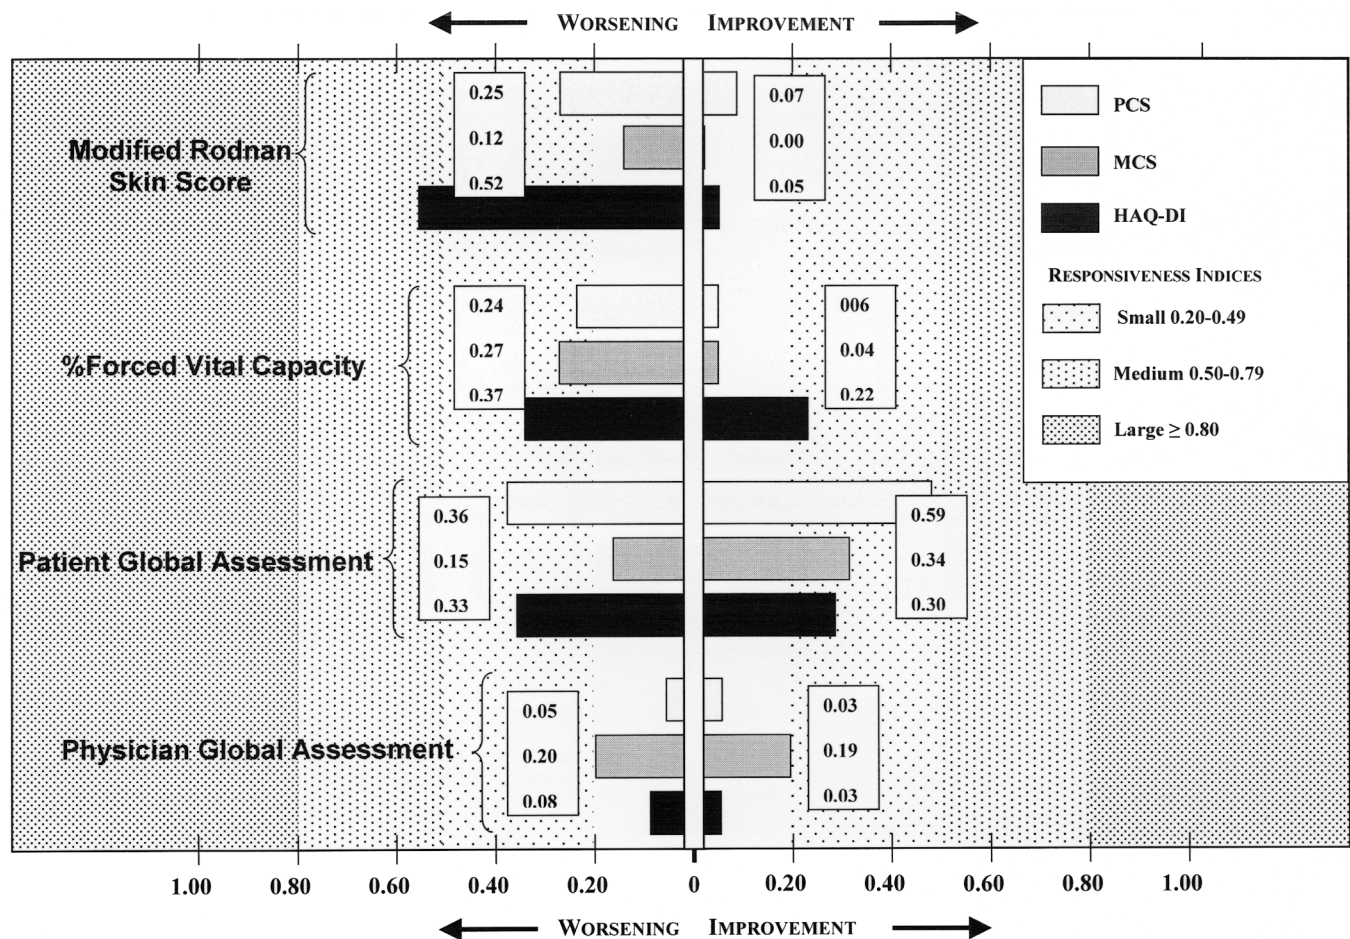 WORSENING IMPROVEMENT
Modified Rodnan
Skin Score
0.25
0.12
0.52
0.07
0.00
0.05
%Forced Vital Capacity
0.24
0.27
0.37
006
0.04
0.22
Patient Global Assessment
0.36
0.15
0.33
0.59
0.34
0.30
Physician Global Assessment
0.05
0.20
0.08
0.03
0.19
0.03
PCS
MCS
HAQ-DI
RESPONSIVENESS INDICES
Small 0.20-0.49
Medium 0.50-0.79
Large ≥ 0.80
1.00 0.80 0.60 0.40 0.20 0 0.20 0.40 0.60 0.80 1.00
WORSENING IMPROVEMENT